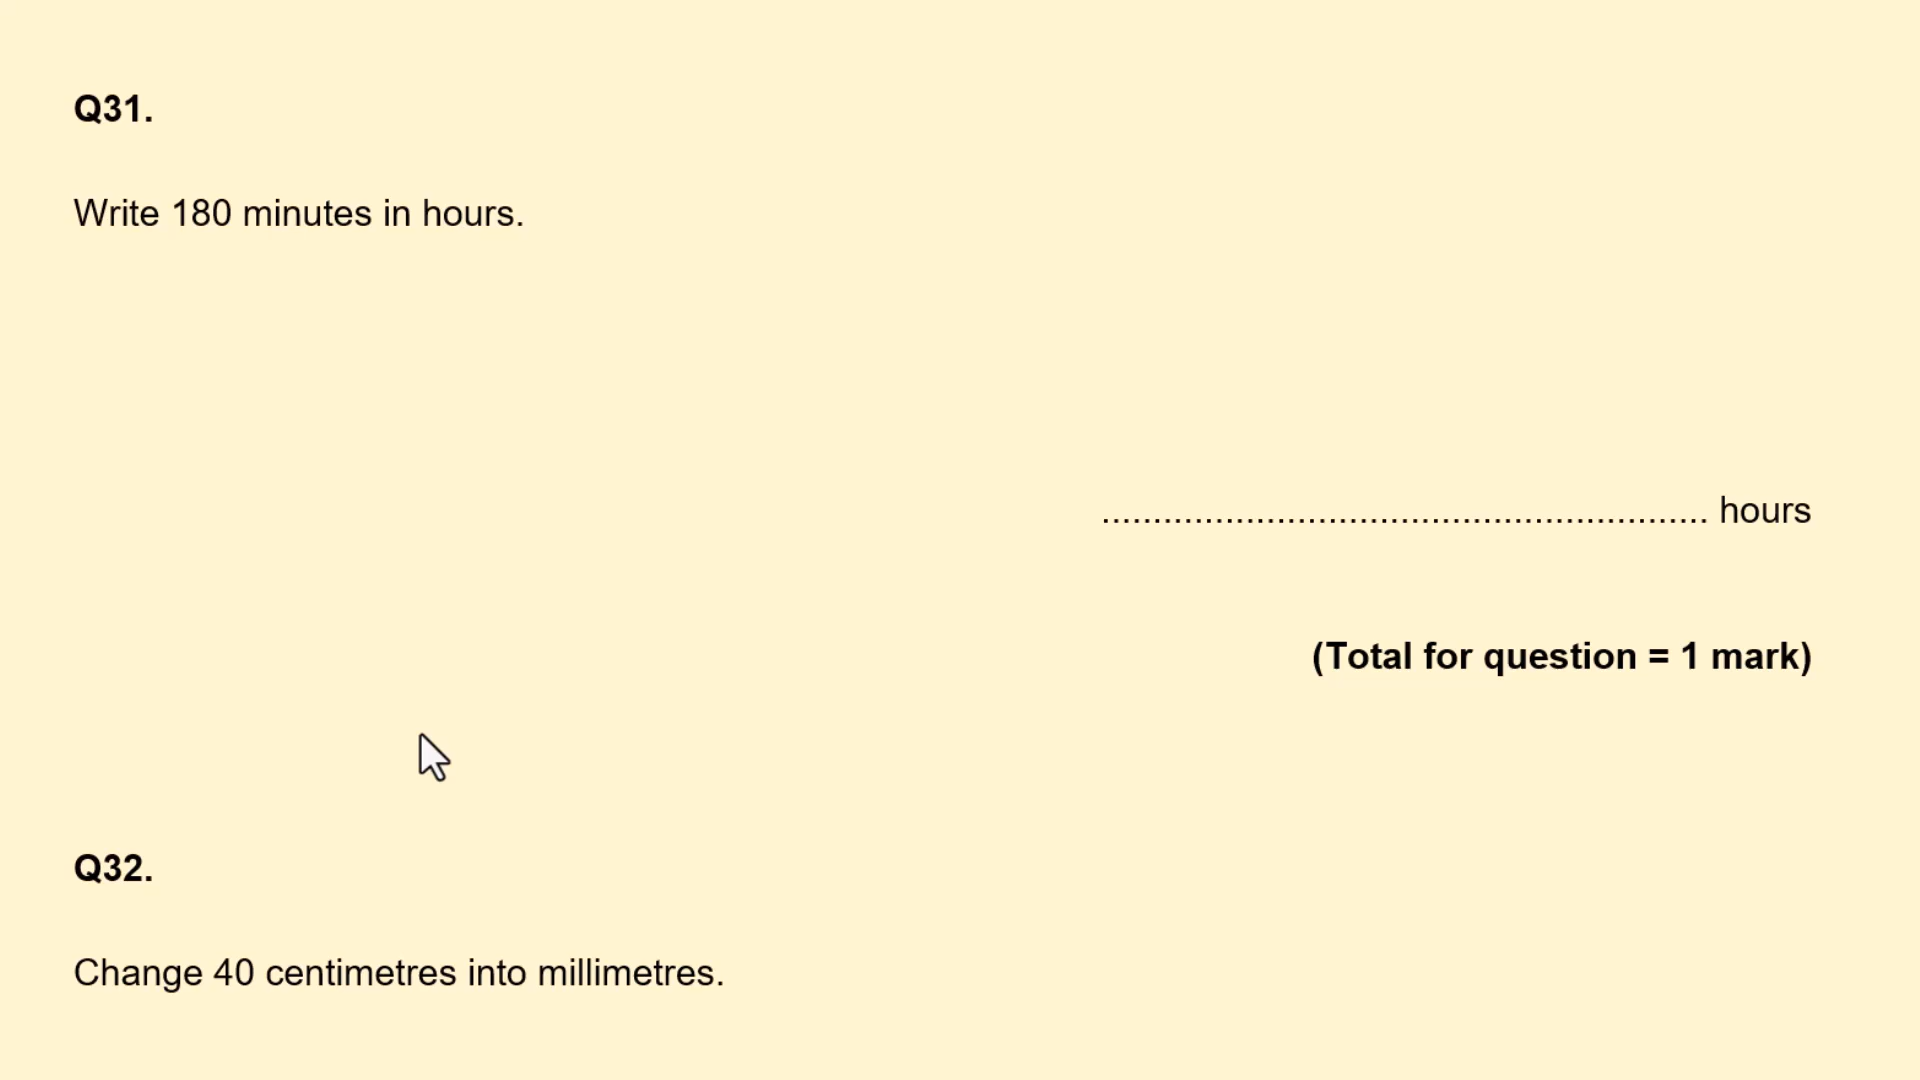 Q31.
Write 180 minutes in hours.
........................................................... hours
(Total for question = 1 mark)
Q32.
Change 40 centimetres into millimetres.